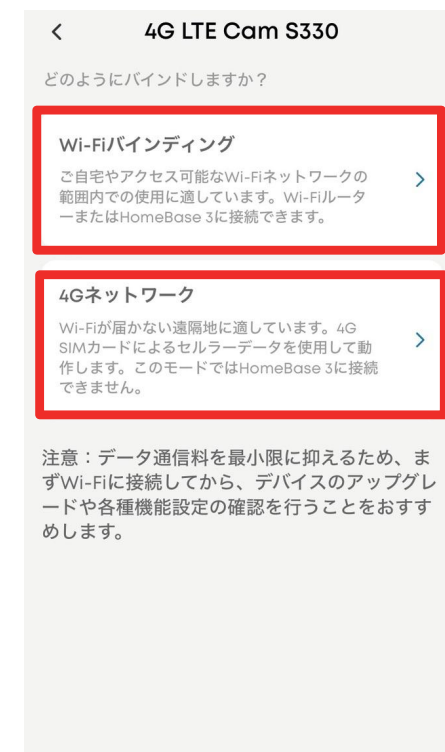 4G LTE Cam S330
どのようにバインドしますか？
Wi-Fiバインディング
ご自宅やアクセス可能なWi-Fiネットワークの
範囲内での使用に適しています。Wi-Fiルータ
ーまたはHomeBase 3に接続できます。
4Gネットワーク
Wi-Fiが届かない遠隔地に適しています。4G
SIMカードによるセルラーデータを使用して動
作します。このモードではHomeBase 3に接続
できません。
注意：データ通信料を最小限に抑えるため、ま
ずWi-Fiに接続してから、デバイスのアップグレ
ードや各種機能設定の確認を行うことをおすす
めします。